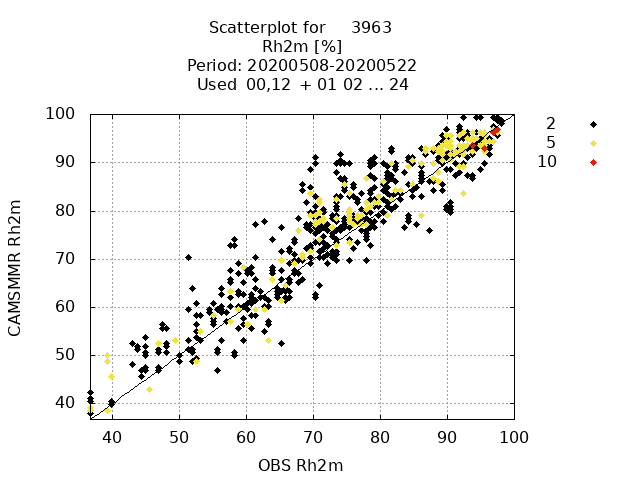 Scatterplot for 3963
Rh2m [%]
Period: 20200508-20200522
Used 00,12 + 01 02 ... 24
100
90
80
70
60
50
40
40 50 60 70 80 90 100
CAMSMMR Rh2m
OBS Rh2m
2
5
10